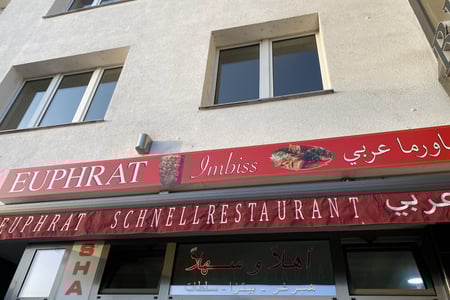 EUPHRAT Imbiss شاورما عربي
EUPHRAT SCHNELLRESTAURANT عربي
SHA
أهلا و سهلا